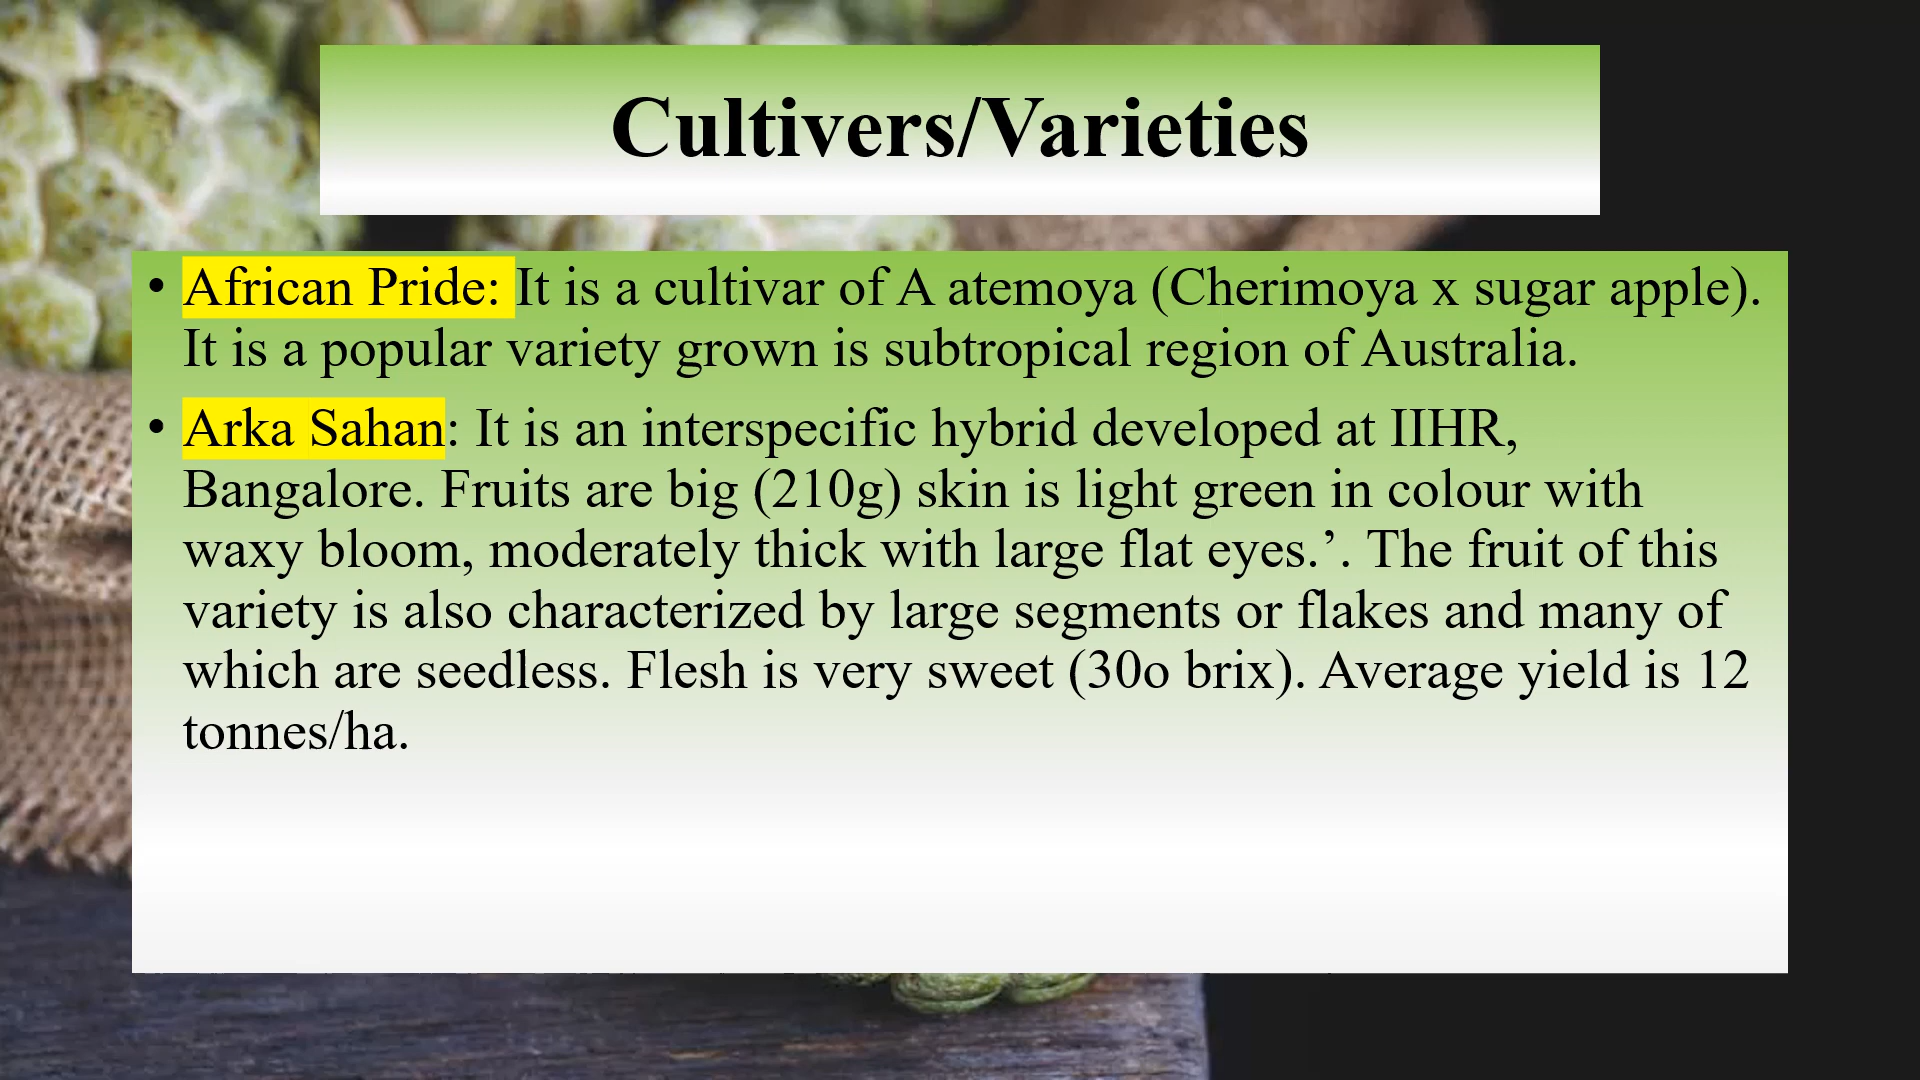 Cultivers/Varieties
• African Pride: It is a cultivar of A atemoya (Cherimoya x sugar apple).
It is a popular variety grown is subtropical region of Australia.
• Arka Sahan: It is an interspecific hybrid developed at IIHR,
Bangalore. Fruits are big (210g) skin is light green in colour with
waxy bloom, moderately thick with large flat eyes.’. The fruit of this
variety is also characterized by large segments or flakes and many of
which are seedless. Flesh is very sweet (30o brix). Average yield is 12
tonnes/ha.